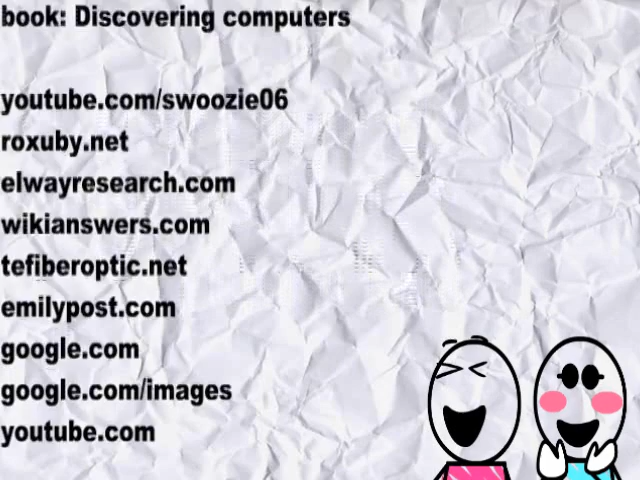 book: Discovering computers
youtube.com/swoozie06
roxuby.net
elwayresearch.com
wikianswers.com
tefiberoptic.net
emilypost.com
google.com
google.com/images
youtube.com